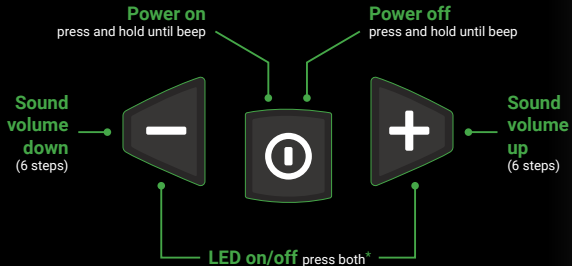 Power on
press and hold until beep
Power off
press and hold until beep
Sound
volume
down
(6 steps)
Sound
volume
up
(6 steps)
LED on/off press both*